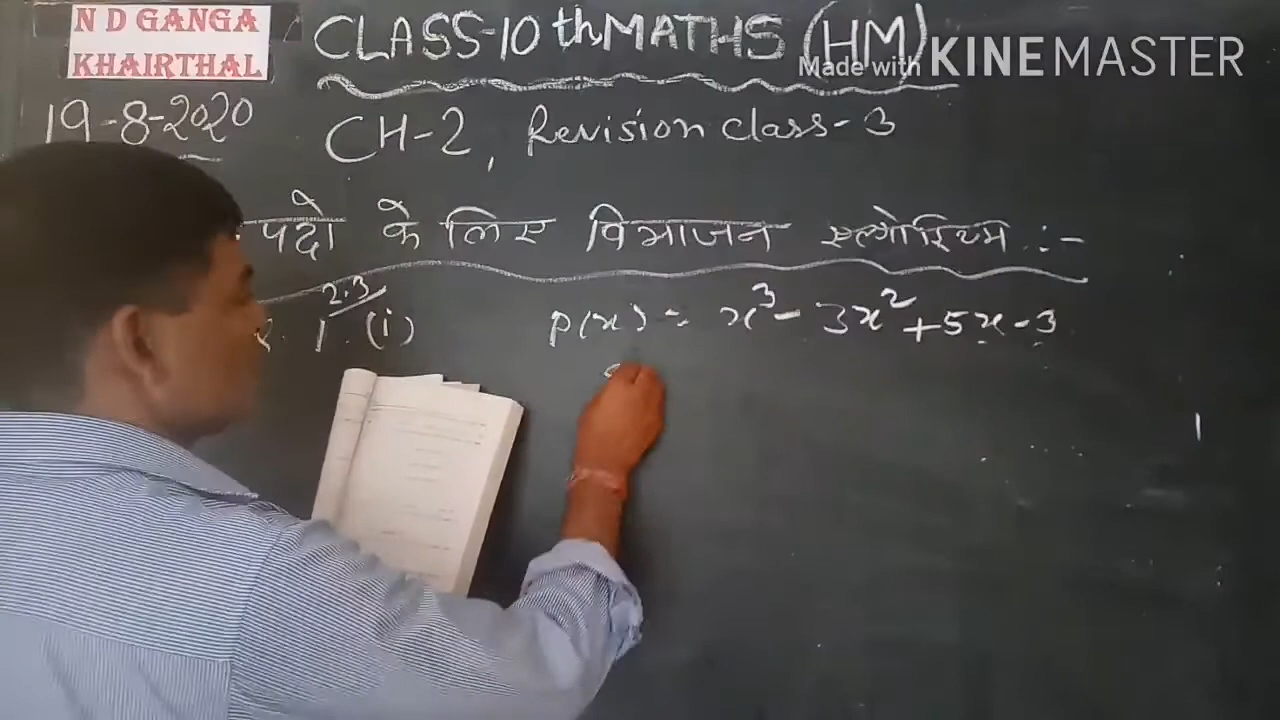 N D GANGA
KHAIRTHAL
CLASS-10th MATHS (HM)
Made with KINEMASTER
19-8-2020
CH-2, Revision class-3
पदो के लिए विभाजन एल्गोरिथ्म :-
2.3
1. (i) p(x) = x³ - 3x² + 5x - 3